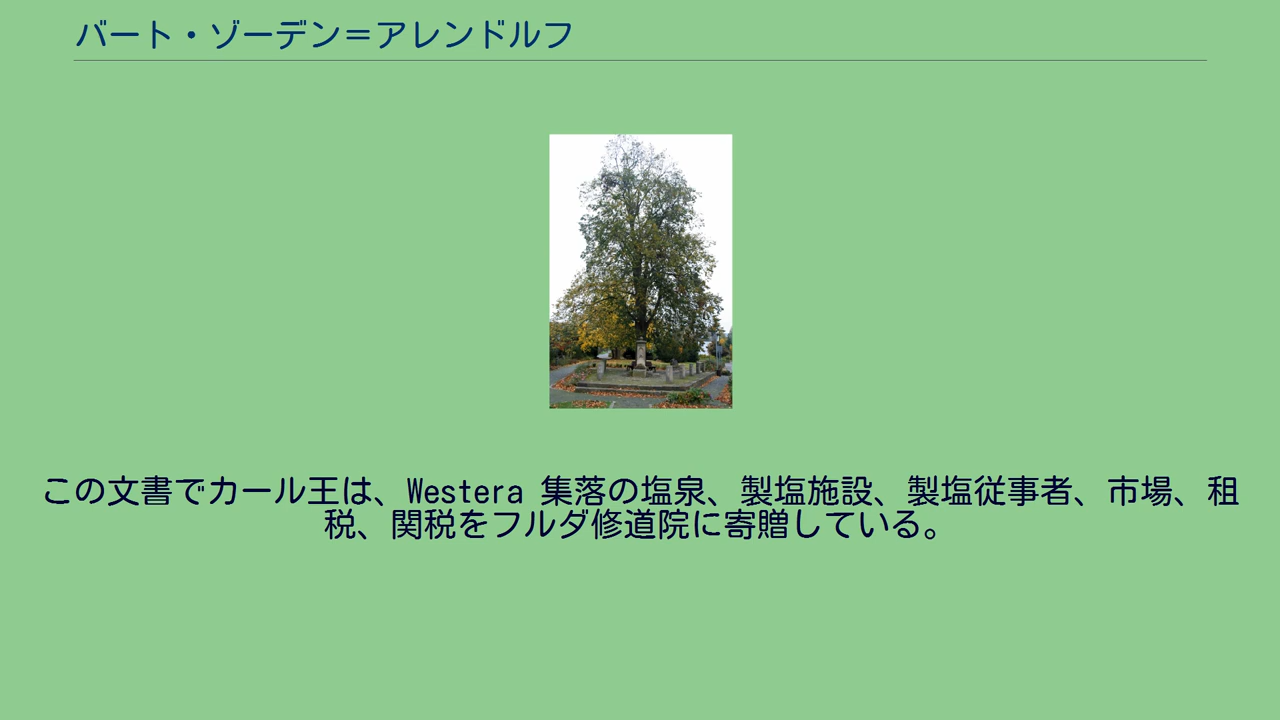 バート・ゾーデン＝アレンドルフ
この文書でカール王は、Westera 集落の塩泉、製塩施設、製塩従事者、市場、租
税、関税をフルダ修道院に寄贈している。